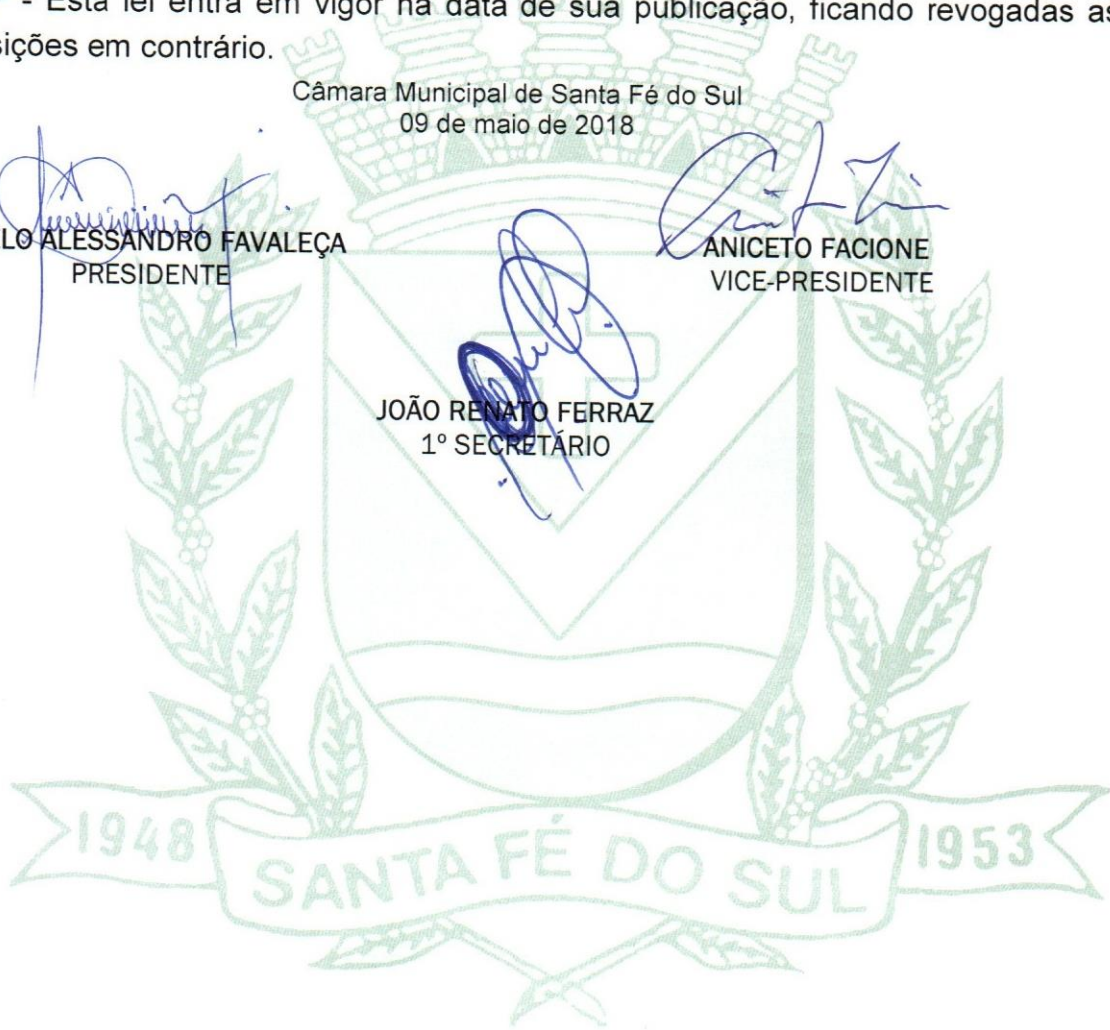 - Esta lei entra em vigor na data de sua publicação, ficando revogadas as
sições em contrário.
Câmara Municipal de Santa Fé do Sul
09 de maio de 2018
LO ALESSANDRO FAVALEÇA
PRESIDENTE
ANICETO FACIONE
VICE-PRESIDENTE
JOÃO RENATO FERRAZ
1º SECRETÁRIO
1948
SANTA FÉ DO SUL
1953